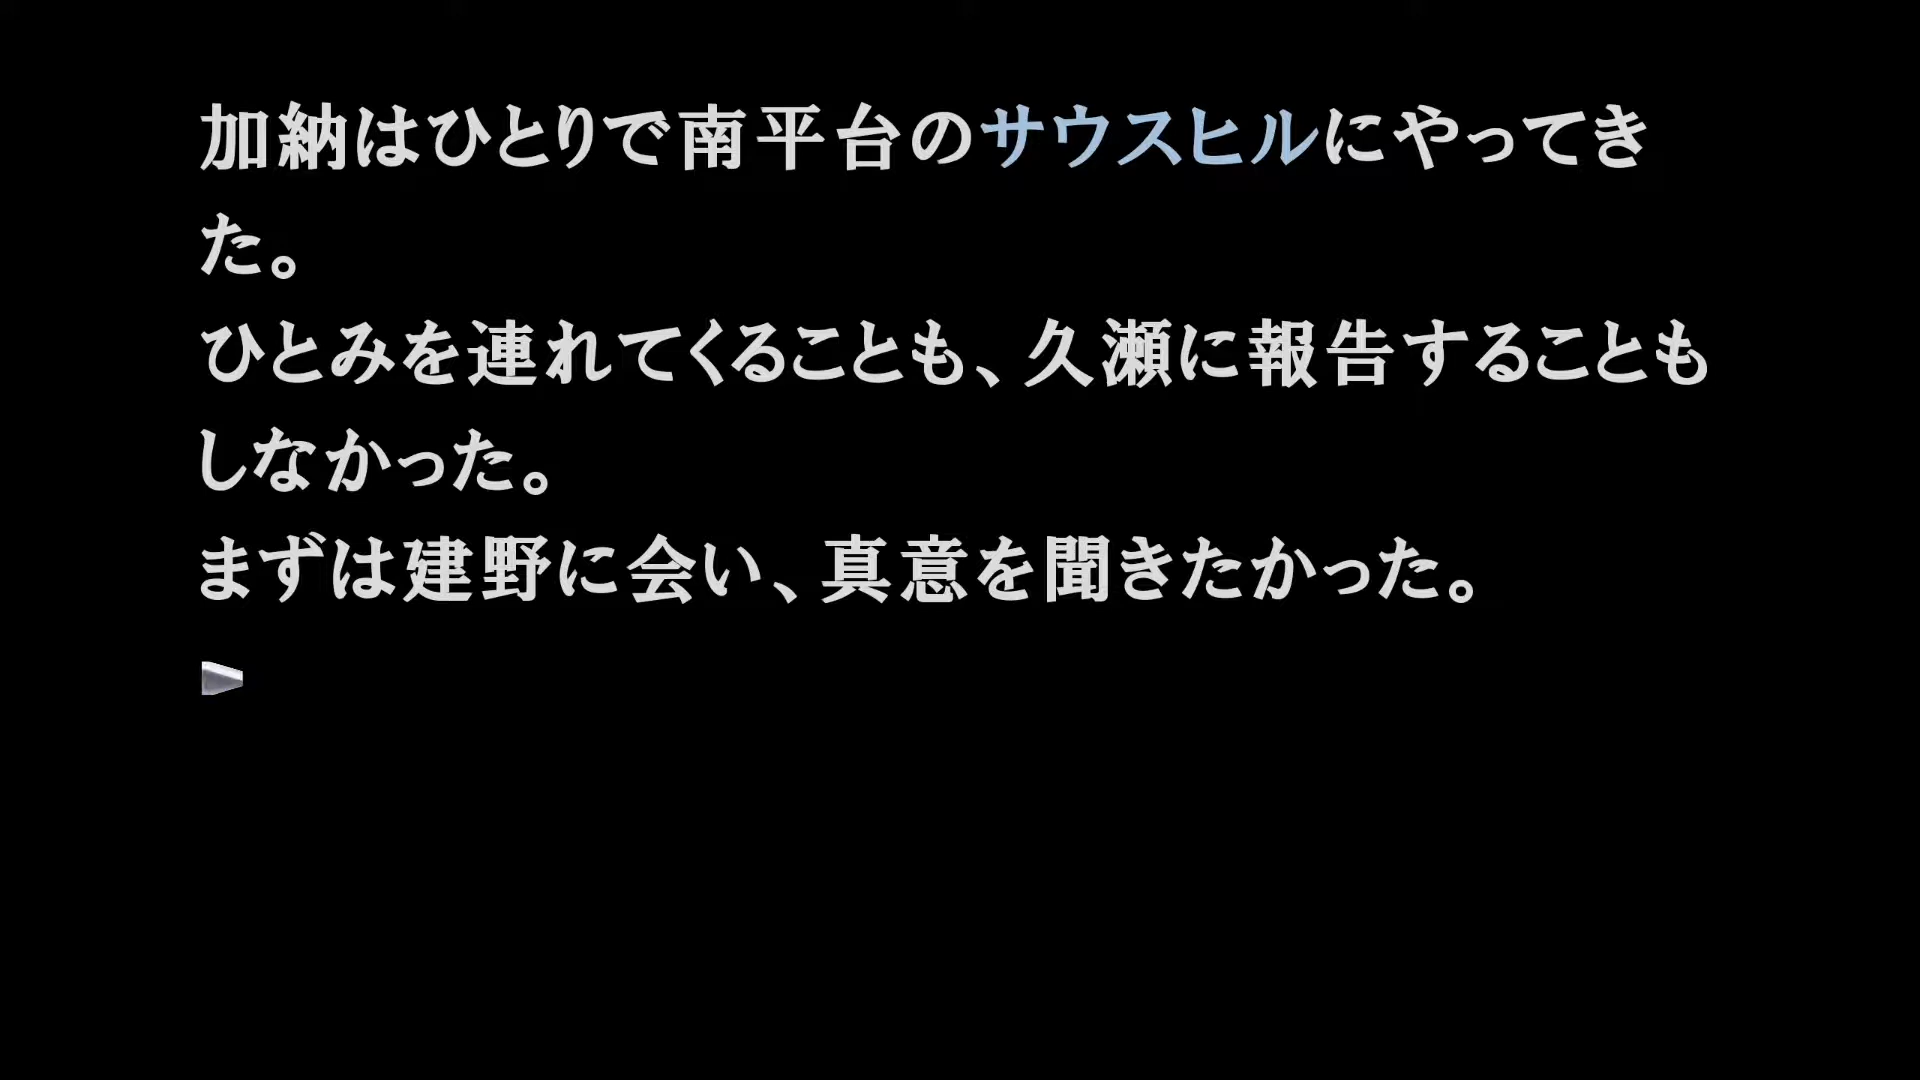 加納はひとりで南平台のサウスヒルにやってき
た。
ひとみを連れてくることも、久瀬に報告することも
しなかった。
まずは建野に会い、真意を聞きたかった。